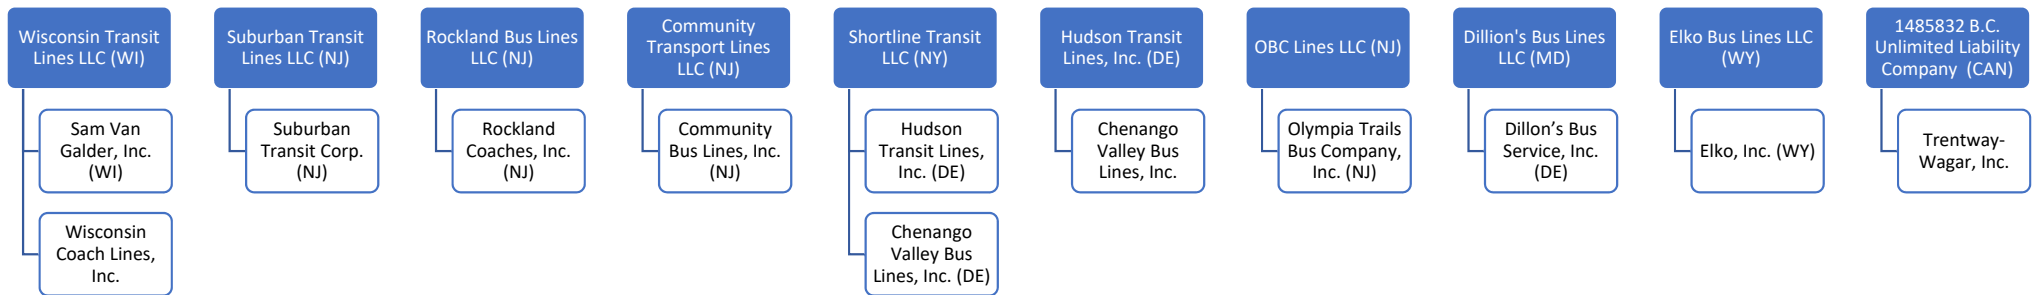 Wisconsin Transit
Lines LLC (WI)
Sam Van
Galder, Inc.
(WI)
Wisconsin
Coach Lines,
Inc.
Suburban Transit
Lines LLC (NJ)
Suburban
Transit Corp.
(NJ)
Rockland Bus Lines
LLC (NJ)
Rockland
Coaches, Inc.
(NJ)
Community
Transport Lines
LLC (NJ)
Community
Bus Lines, Inc.
(NJ)
Shortline Transit
LLC (NY)
Hudson
Transit Lines,
Inc. (DE)
Chenango
Valley Bus
Lines, Inc. (DE)
Hudson Transit
Lines, Inc. (DE)
Chenango
Valley Bus
Lines, Inc.
OBC Lines LLC (NJ)
Olympia Trails
Bus Company,
Inc. (NJ)
Dillion's Bus Lines
LLC (MD)
Dillon’s Bus
Service, Inc.
(DE)
Elko Bus Lines LLC
(WY)
Elko, Inc. (WY)
1485832 B.C.
Unlimited Liability
Company (CAN)
Trentway-
Wagar, Inc.